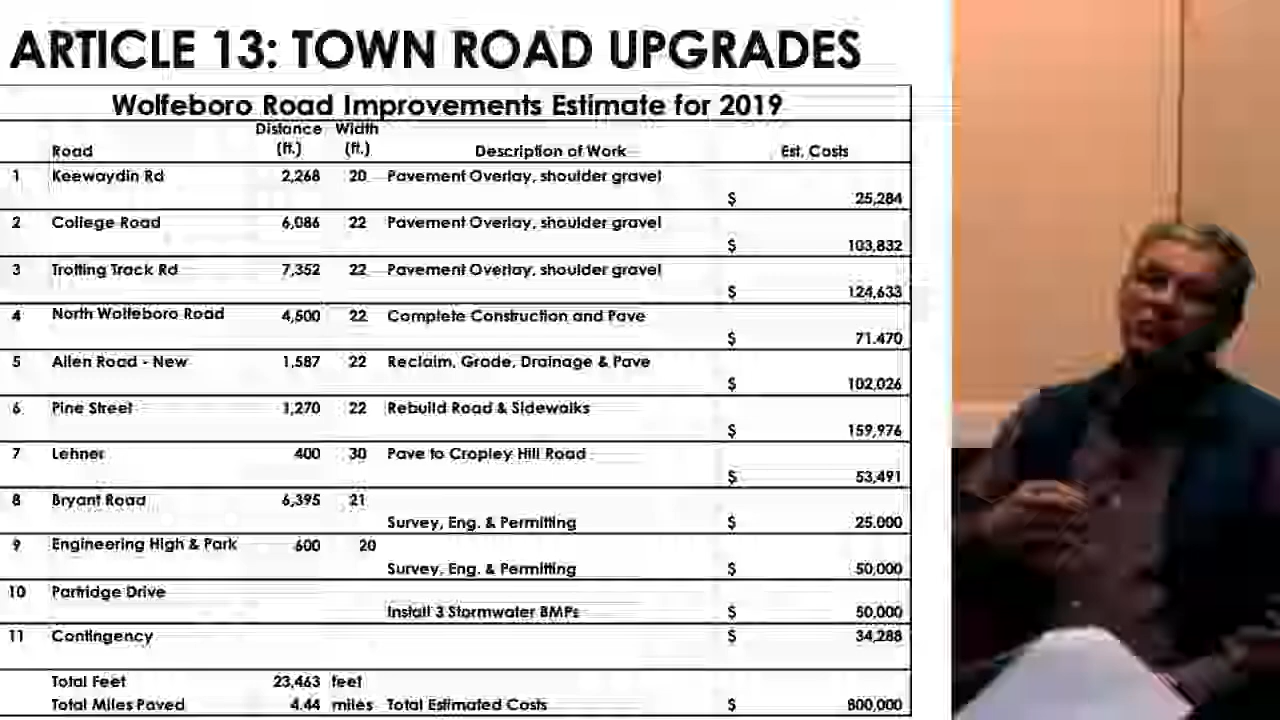 ARTICLE 13: TOWN ROAD UPGRADES
Wolfeboro Road Improvements Estimate for 2019
Road Distance (ft.) Width (ft.) Description of Work Est. Costs
1 Keewaydin Rd 2,268 20 Pavement Overlay, shoulder gravel $ 25,284
2 College Road 6,086 22 Pavement Overlay, shoulder gravel $ 103,832
3 Trotting Track Rd 7,352 22 Pavement Overlay, shoulder gravel $ 124,633
4 North Wolfeboro Road 4,500 22 Complete Construction and Pave $ 71,470
5 Allen Road - New 1,587 22 Reclaim, Grade, Drainage & Pave $ 102,026
6 Pine Street 1,270 22 Rebuild Road & Sidewalks $ 159,976
7 Lehner 400 30 Pave to Cropley Hill Road $ 53,491
8 Bryant Road 6,395 21 Survey, Eng. & Permitting $ 25,000
9 Engineering High & Park 600 20 Survey, Eng. & Permitting $ 50,000
10 Partridge Drive Install 3 Stormwater BMPs $ 50,000
11 Contingency $ 34,288
Total Feet 23,463 feet
Total Miles Paved 4.44 miles Total Estimated Costs $ 800,000